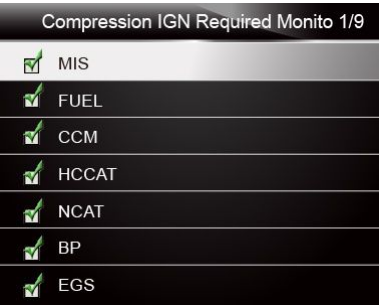 Compression IGN Required Monito 1/9
MIS
FUEL
CCM
HCCAT
NCAT
BP
EGS